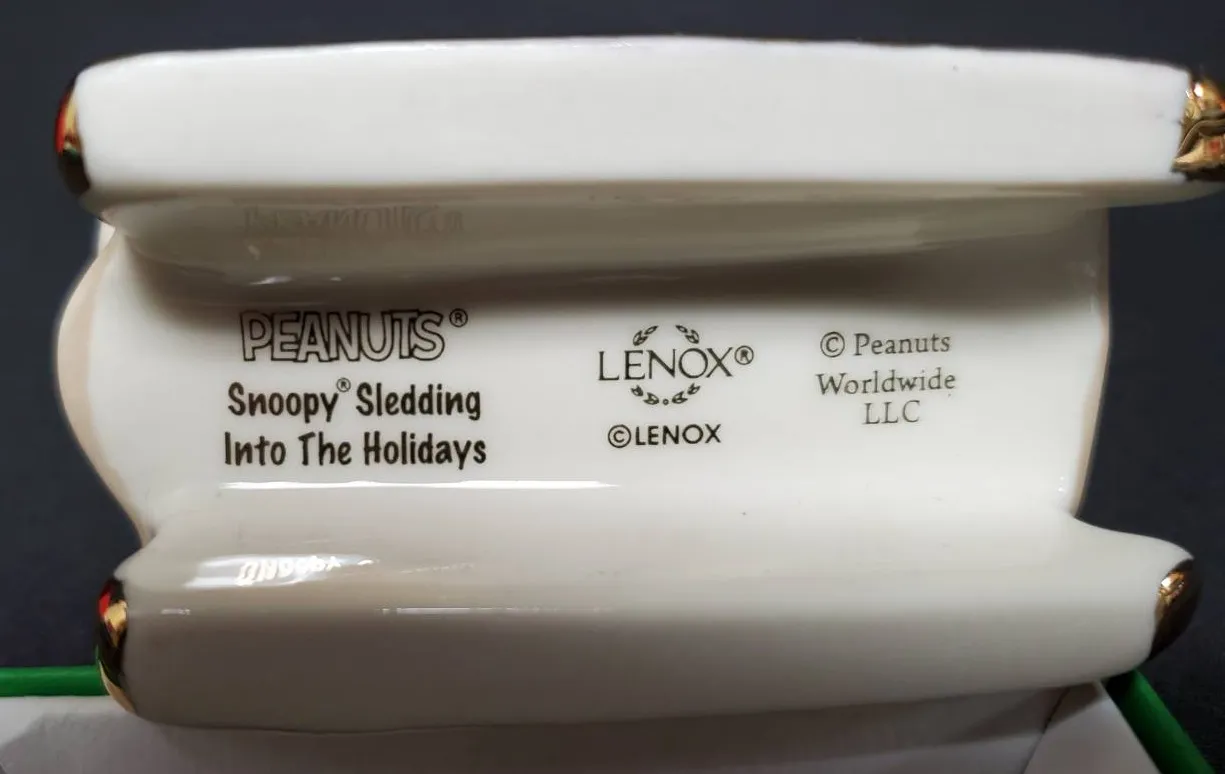 PEANUTS®
Snoopy® Sledding
Into The Holidays
LENOX®
©LENOX
© Peanuts
Worldwide
LLC